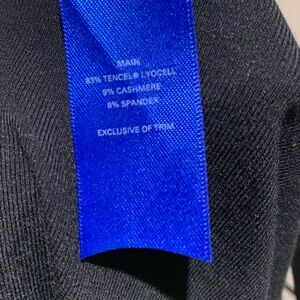 MAIN
83% TENCEL® LYOCELL
9% CASHMERE
8% SPANDEX
EXCLUSIVE OF TRIM